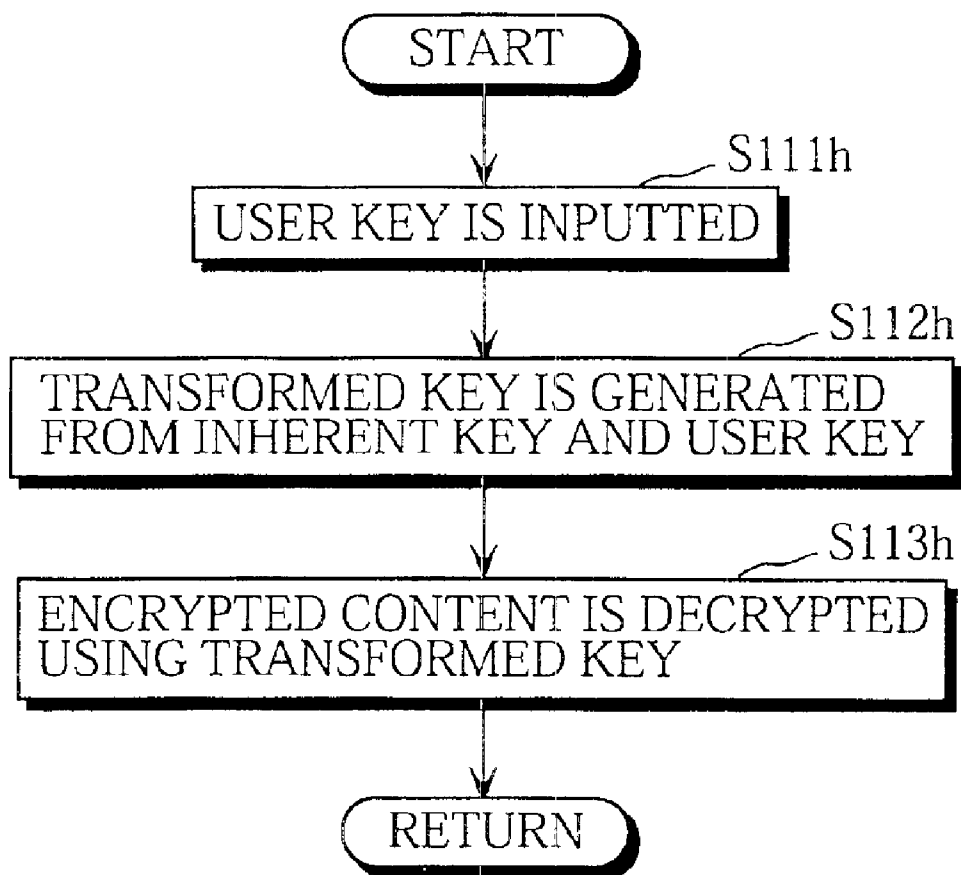 START
S111h
USER KEY IS INPUTTED
S112h
TRANSFORMED KEY IS GENERATED
FROM INHERENT KEY AND USER KEY
S113h
ENCRYPTED CONTENT IS DECRYPTED
USING TRANSFORMED KEY
RETURN